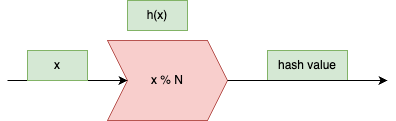 h(x)
x
x % N
hash value